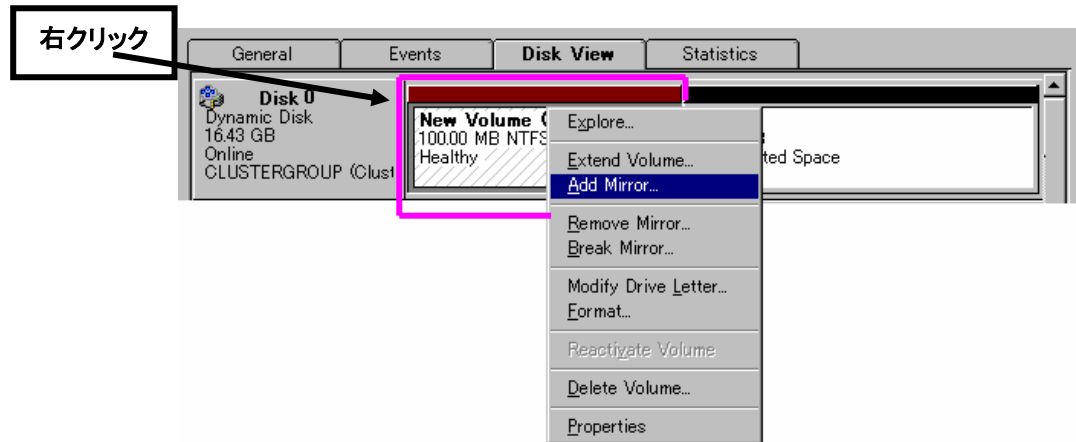 右クリック
General Events Disk View Statistics
Disk 0
Dynamic Disk
16.43 GB
Online
CLUSTERGROUP (Clust
New Volume (
100.00 MB NTFS
Healthy
ted Space
Explore...
Extend Volume...
Add Mirror...
Remove Mirror...
Break Mirror...
Modify Drive Letter...
Format...
Reactivate Volume
Delete Volume...
Properties